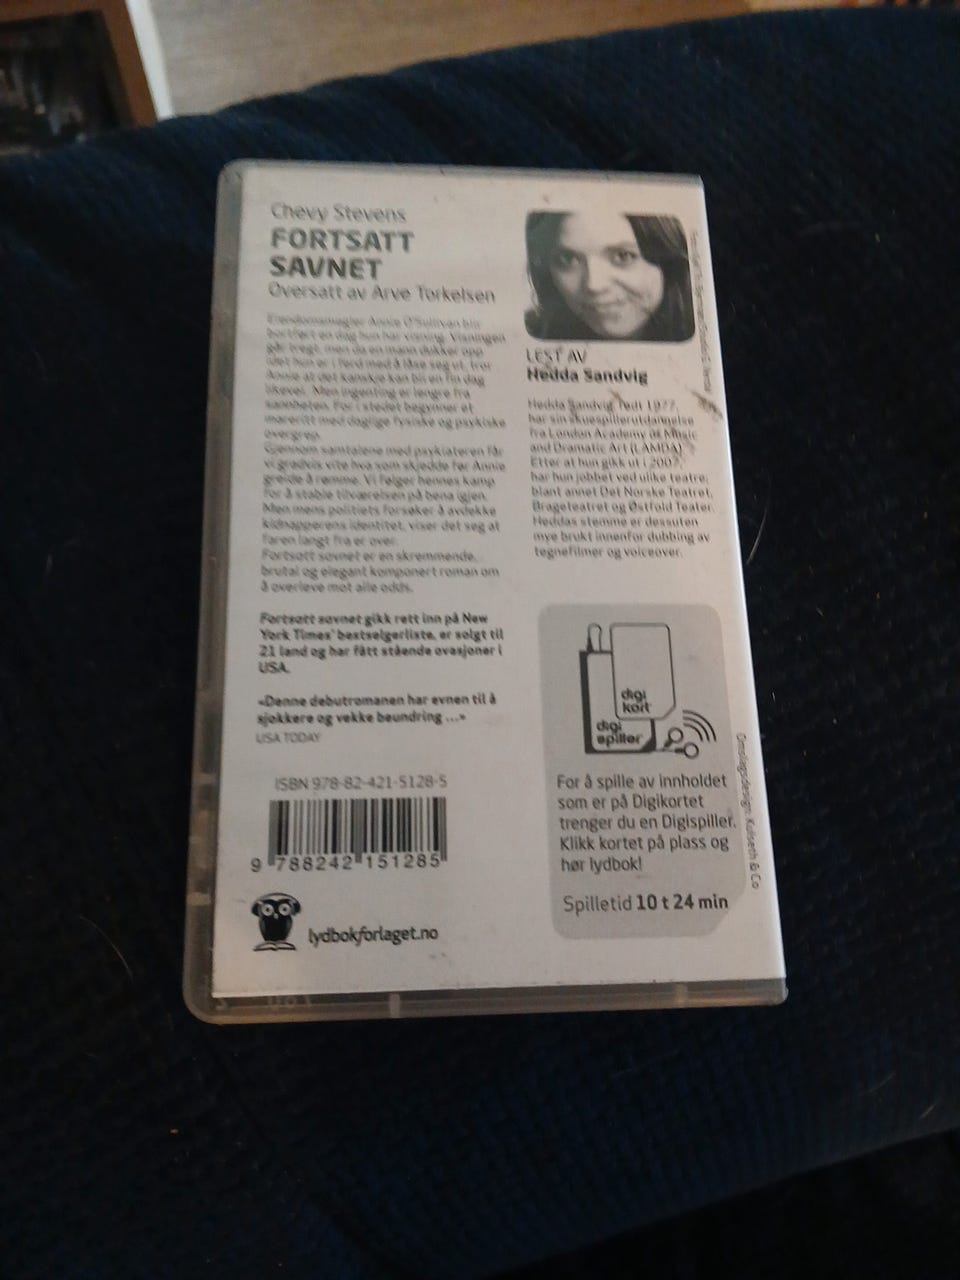 Chevy Stevens
FORTSATT
SAVNET
Oversatt av Arve Torkelsen
Eiendomsmegler Annie O'Sullivan blir
bortført en dag hun har visning. Visningen
går tregt, men da en mann dukker opp
idet hun er i ferd med å låse seg ut, tror
Annie at det kanskje kan bli en fin dag
likevel. Men ingenting er lengre fra
sannheten. For i stedet begynner et
mareritt med daglige fysiske og psykiske
overgrep.
Gjennom samtalene med psykiateren får
vi gradvis vite hva som skjedde før Annie
greide å rømme. Vi følger hennes kamp
for å stable tilværelsen på bena igjen.
Men mens politiets forsøker å avdekke
kidnapperens identitet, viser det seg at
faren langt fra er over.
Fortsatt savnet er en skremmende,
brutal og elegant komponert roman om
å overleve mot alle odds.
Fortsatt savnet gikk rett inn på New
York Times' bestselgerliste, er solgt til
21 land og har fått stående ovasjoner i
USA.
«Denne debutromanen har evnen til å
sjokkere og vekke beundring ...»
USA TODAY
ISBN 978-82-421-5128-5
9 788242 151285
lydbokforlaget.no
LEST AV
Hedda Sandvig
Hedda Sandvig, født 1977,
har sin skuespillerutdannelse
fra London Academy of Music
and Dramatic Art (LAMDA).
Etter at hun gikk ut i 2007,
har hun jobbet ved ulike teatre,
blant annet Det Norske Teatret,
Brageteatret og Østfold Teater.
Heddas stemme er dessuten
mye brukt innenfor dubbing av
tegnefilmer og voiceover.
digi
kort
digi
spiller
For å spille av innholdet
som er på Digikortet
trenger du en Digispiller.
Klikk kortet på plass og
hør lydbok!
Spilletid 10 t 24 min
Omslagsdesign: Kulseth & Co